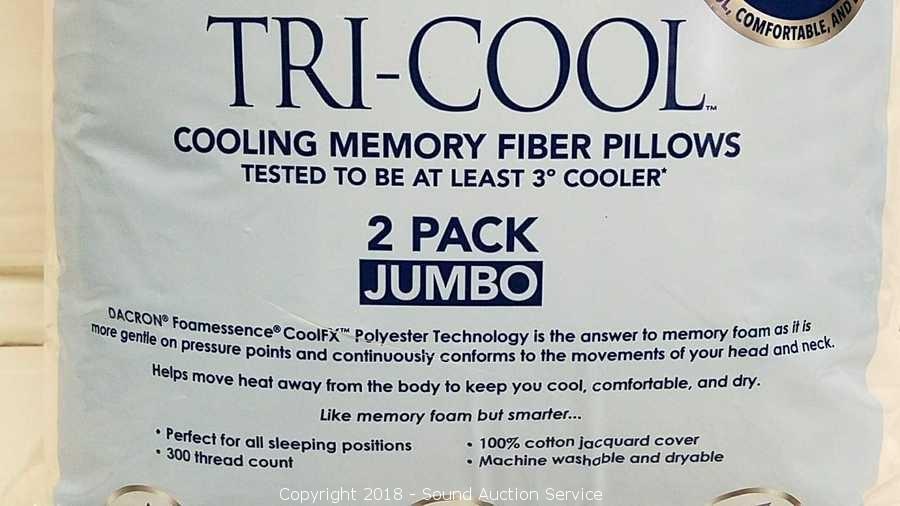 , COMFORTABLE, AND
TRI-COOL™
COOLING MEMORY FIBER PILLOWS
TESTED TO BE AT LEAST 3° COOLER*
2 PACK
JUMBO
DACRON® Foamessence® CoolFX™ Polyester Technology is the answer to memory foam as it is
more gentle on pressure points and continuously conforms to the movements of your head and neck.
Helps move heat away from the body to keep you cool, comfortable, and dry.
Like memory foam but smarter...
• Perfect for all sleeping positions
• 300 thread count
• 100% cotton jacquard cover
• Machine washable and dryable
Copyright 2018 - Sound Auction Service